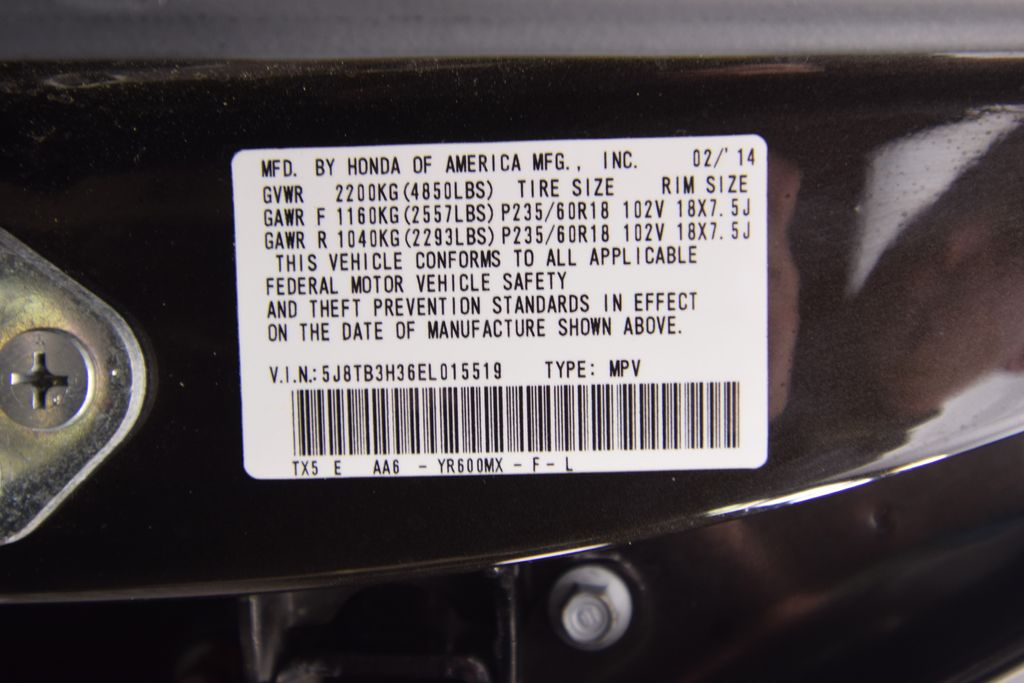 MFD. BY HONDA OF AMERICA MFG., INC. 02/'14
GVWR 2200KG(4850LBS) TIRE SIZE RIM SIZE
GAWR F 1160KG(2557LBS) P235/60R18 102V 18X7.5J
GAWR R 1040KG(2293LBS) P235/60R18 102V 18X7.5J
THIS VEHICLE CONFORMS TO ALL APPLICABLE
FEDERAL MOTOR VEHICLE SAFETY
AND THEFT PREVENTION STANDARDS IN EFFECT
ON THE DATE OF MANUFACTURE SHOWN ABOVE.
V.I.N.: 5J8TB3H36EL015519 TYPE: MPV
TX5 E AA6 - YR600MX - F - L